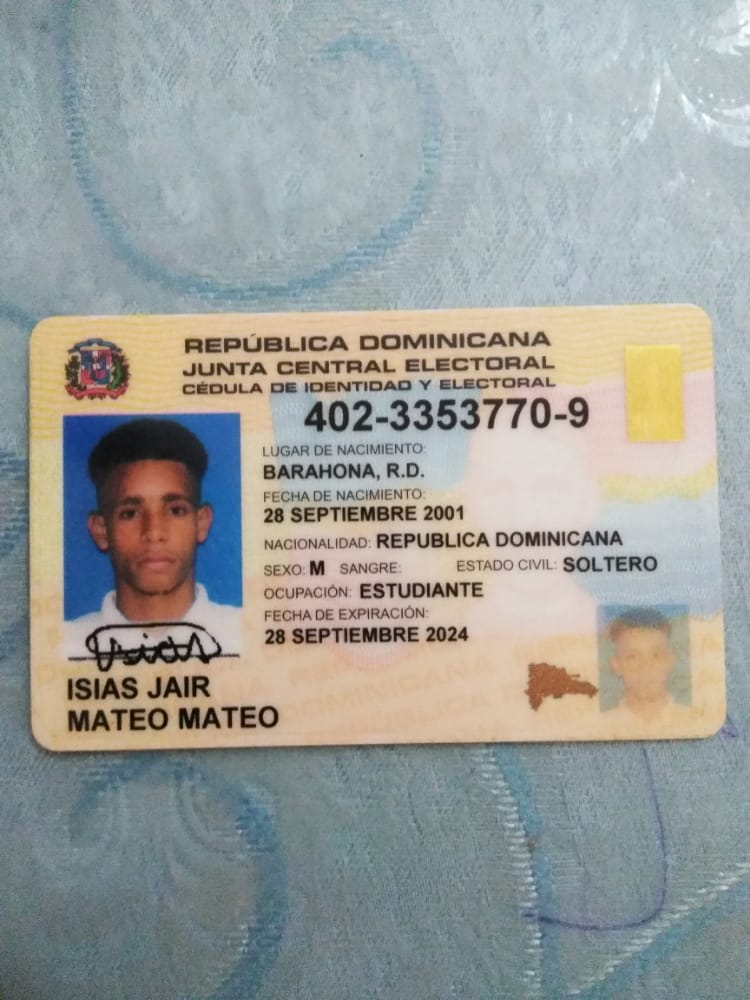 REPÚBLICA DOMINICANA
JUNTA CENTRAL ELECTORAL
CÉDULA DE IDENTIDAD Y ELECTORAL
402-3353770-9
LUGAR DE NACIMIENTO:
BARAHONA, R.D.
FECHA DE NACIMIENTO:
28 SEPTIEMBRE 2001
NACIONALIDAD: REPUBLICA DOMINICANA
SEXO: M SANGRE: ESTADO CIVIL: SOLTERO
OCUPACIÓN: ESTUDIANTE
FECHA DE EXPIRACIÓN:
28 SEPTIEMBRE 2024
ISIAS JAIR
MATEO MATEO